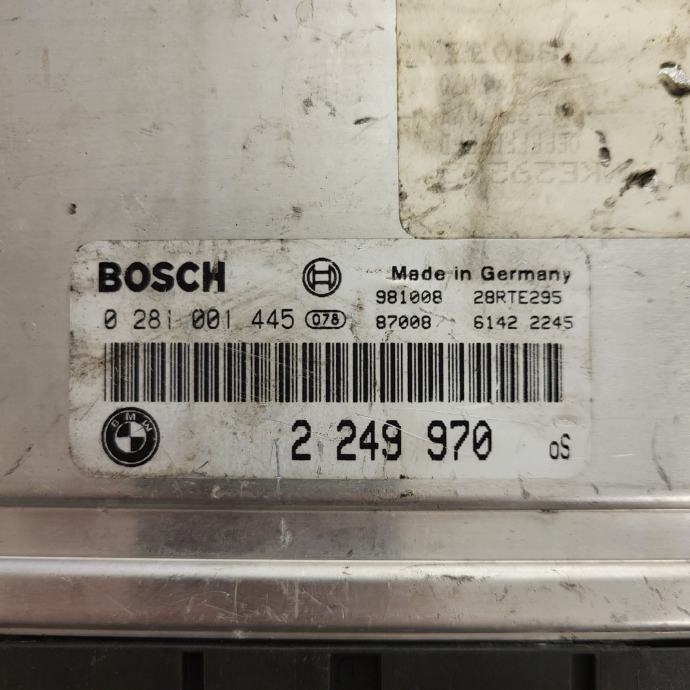 BOSCH
Made in Germany
981008 28RTE295
0 281 001 445 078
87008 6142 2245
BMW
2 249 970 oS